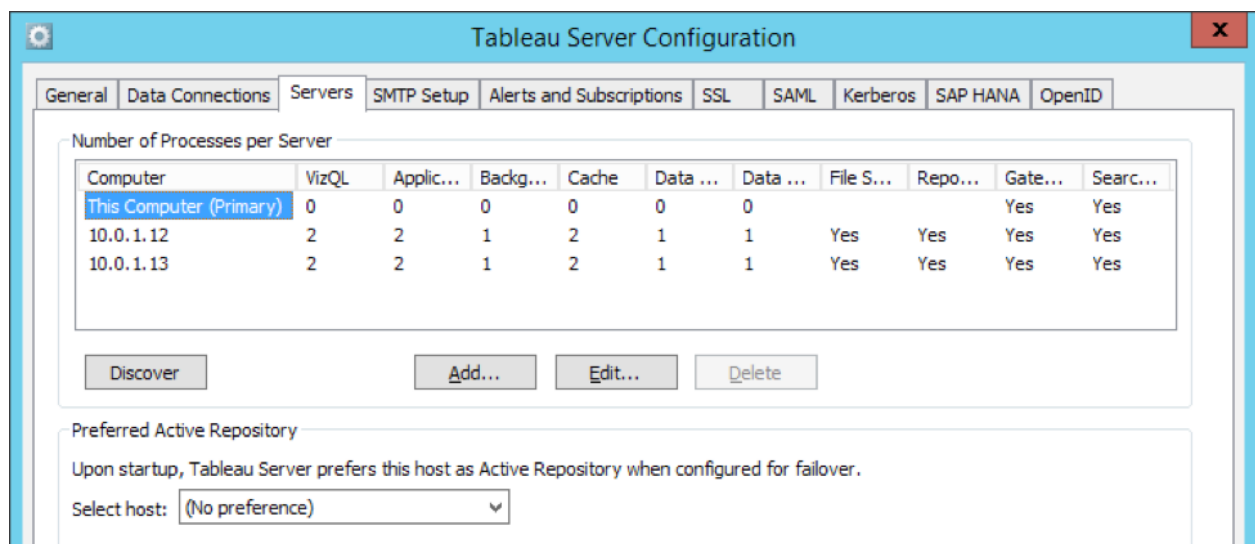 Tableau Server Configuration
x
General Data Connections Servers SMTP Setup Alerts and Subscriptions SSL SAML Kerberos SAP HANA OpenID
Number of Processes per Server
Computer VizQL Applic... Backg... Cache Data ... Data ... File S... Repo... Gate... Searc...
This Computer (Primary) 0 0 0 0 0 0 Yes Yes
10.0.1.12 2 2 1 2 1 1 Yes Yes Yes Yes
10.0.1.13 2 2 1 2 1 1 Yes Yes Yes Yes
Discover Add... Edit... Delete
Preferred Active Repository
Upon startup, Tableau Server prefers this host as Active Repository when configured for failover.
Select host: (No preference)